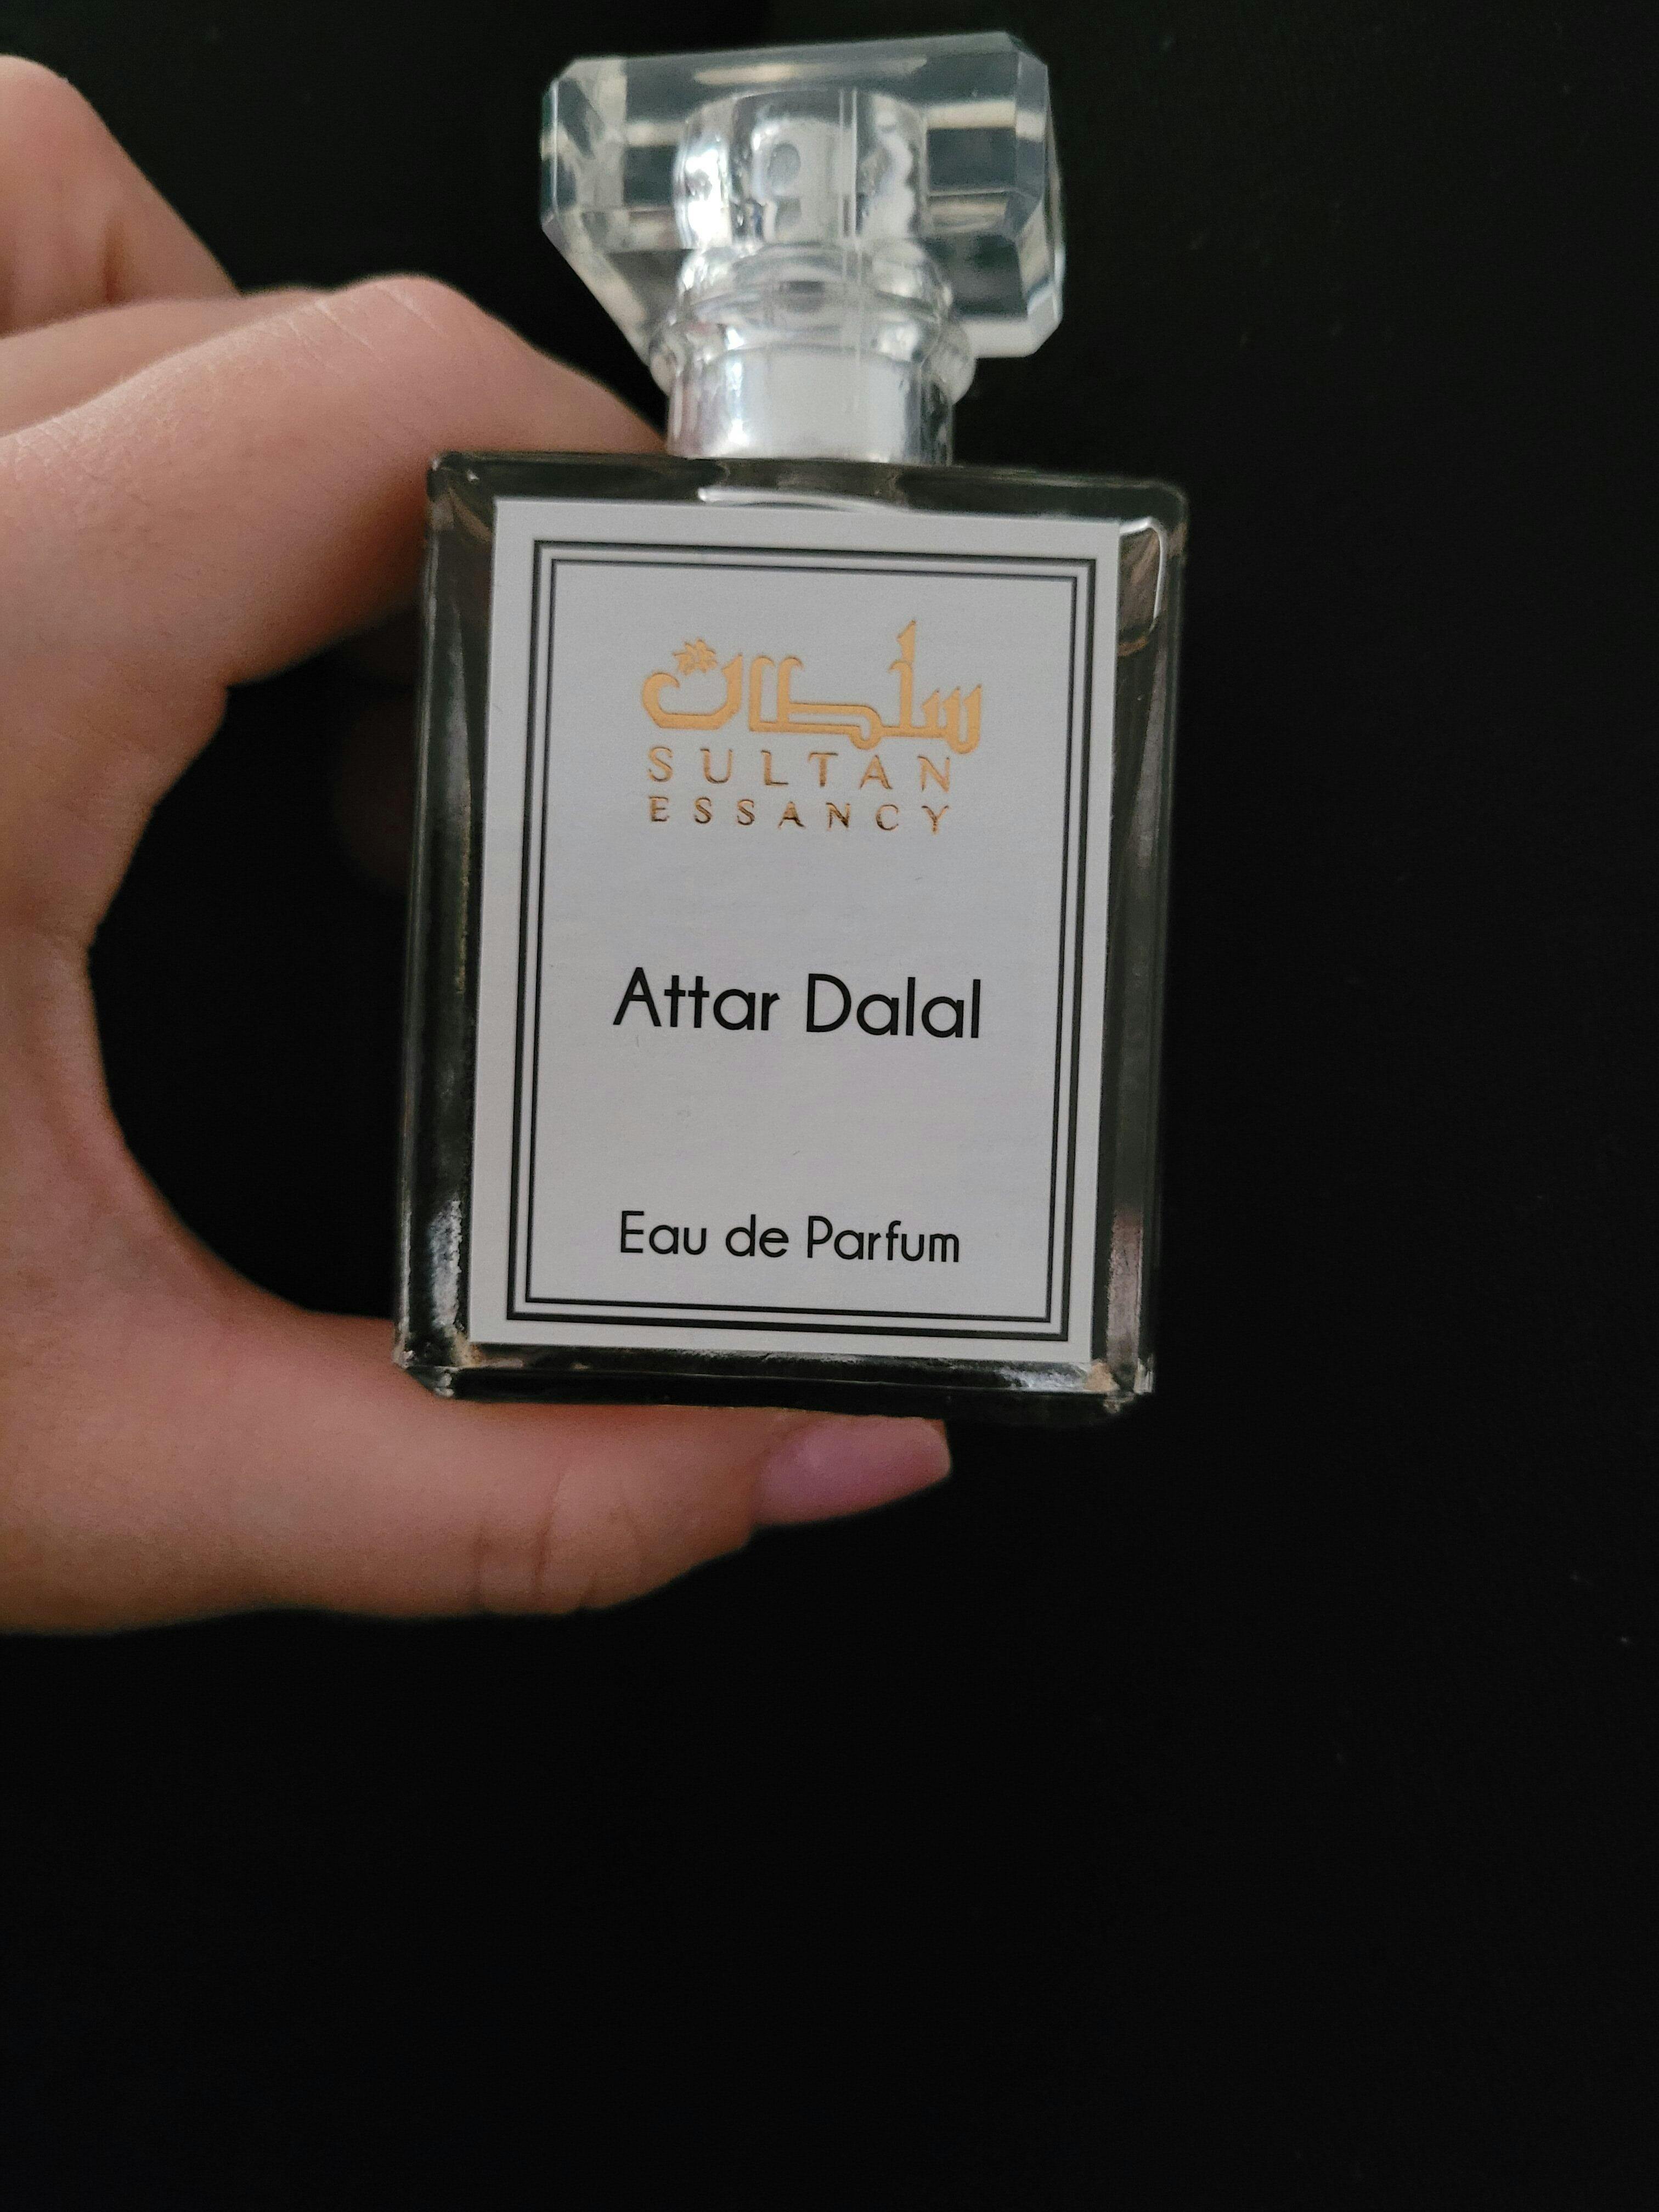 سلطان
SULTAN
ESSANCY
Attar Dalal
Eau de Parfum